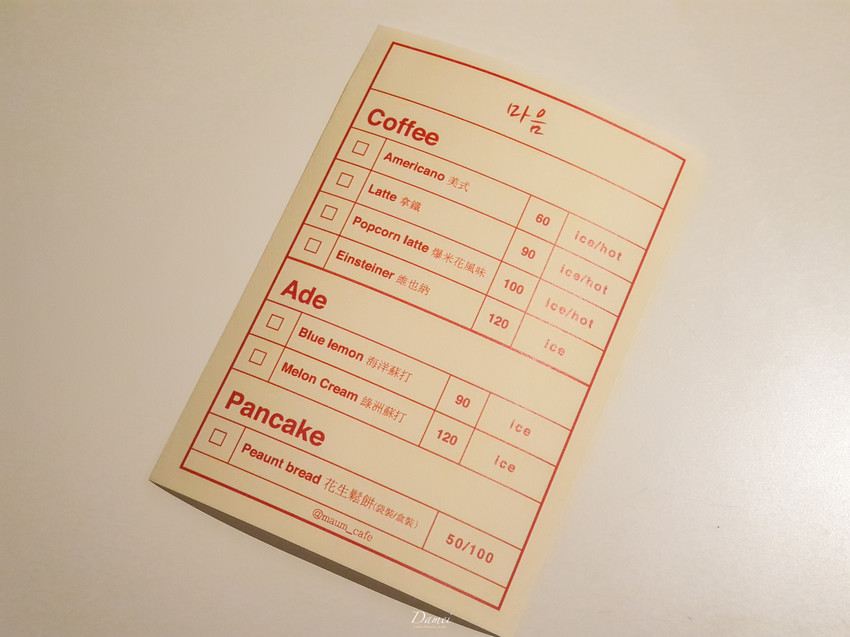 마음
Coffee
Americano 美式 60 ice/hot
Latte 拿鐵 90 ice/hot
Popcorn latte 爆米花風味 100 ice/hot
Einsteiner 維也納 120 ice
Ade
Blue lemon 海洋蘇打 90 ice
Melon Cream 綠洲蘇打 120 ice
Pancake
Peaunt bread 花生鬆餅(袋裝/盒裝) 50/100
@maum_cafe
Damei